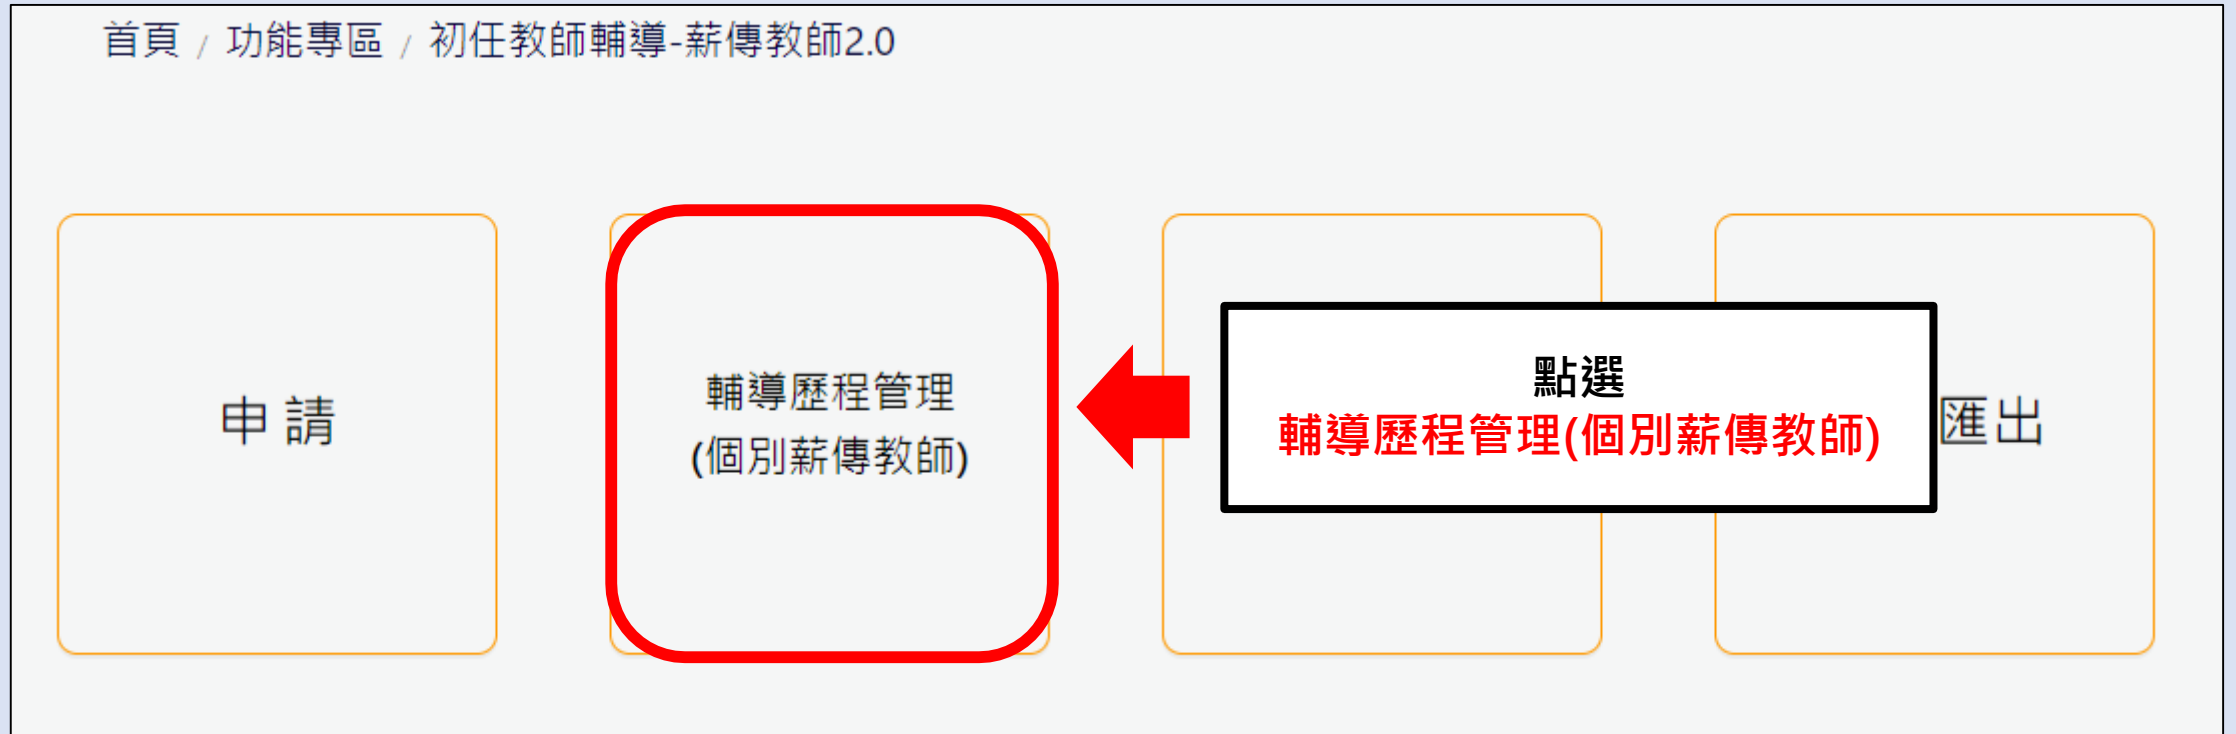 首頁 / 功能專區 / 初任教師輔導-薪傳教師2.0
申請
輔導歷程管理
(個別薪傳教師)
點選
輔導歷程管理(個別薪傳教師)
匯出